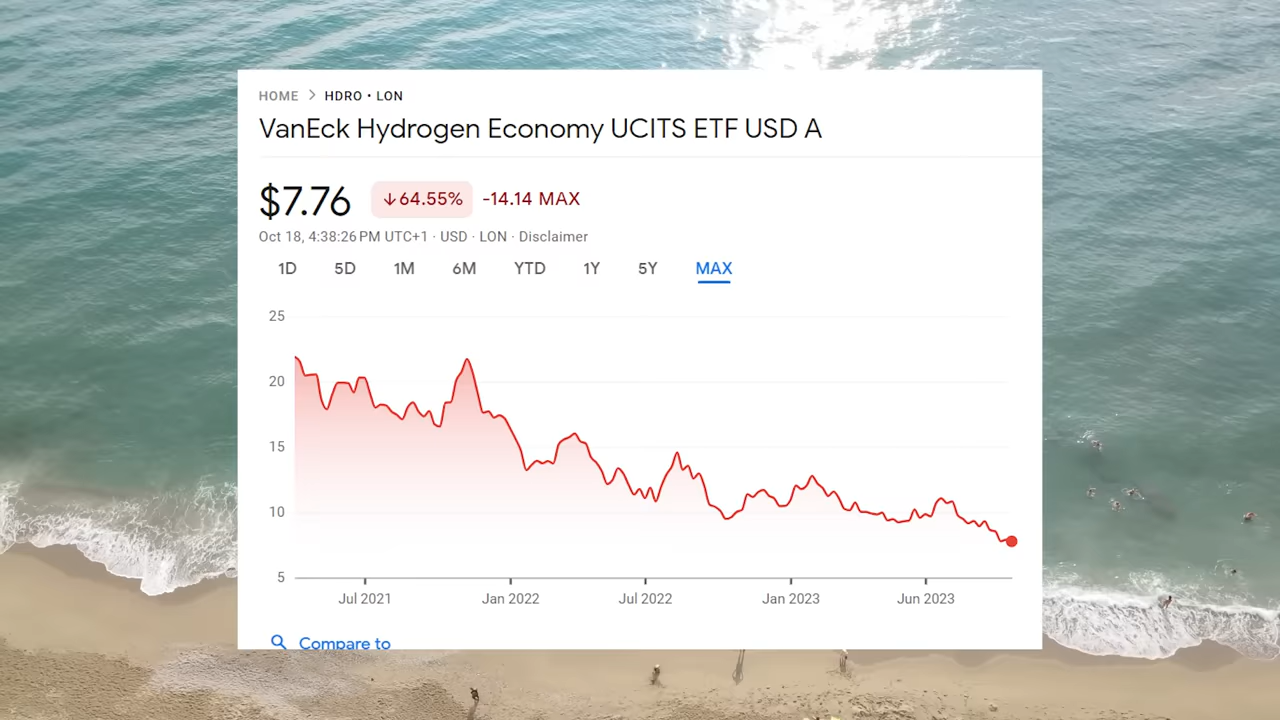 HOME > HDRO • LON
VanEck Hydrogen Economy UCITS ETF USD A
$7.76 ↓64.55% -14.14 MAX
Oct 18, 4:38:26 PM UTC+1 · USD · LON · Disclaimer
1D 5D 1M 6M YTD 1Y 5Y MAX
25
20
15
10
5
Jul 2021 Jan 2022 Jul 2022 Jan 2023 Jun 2023
Compare to